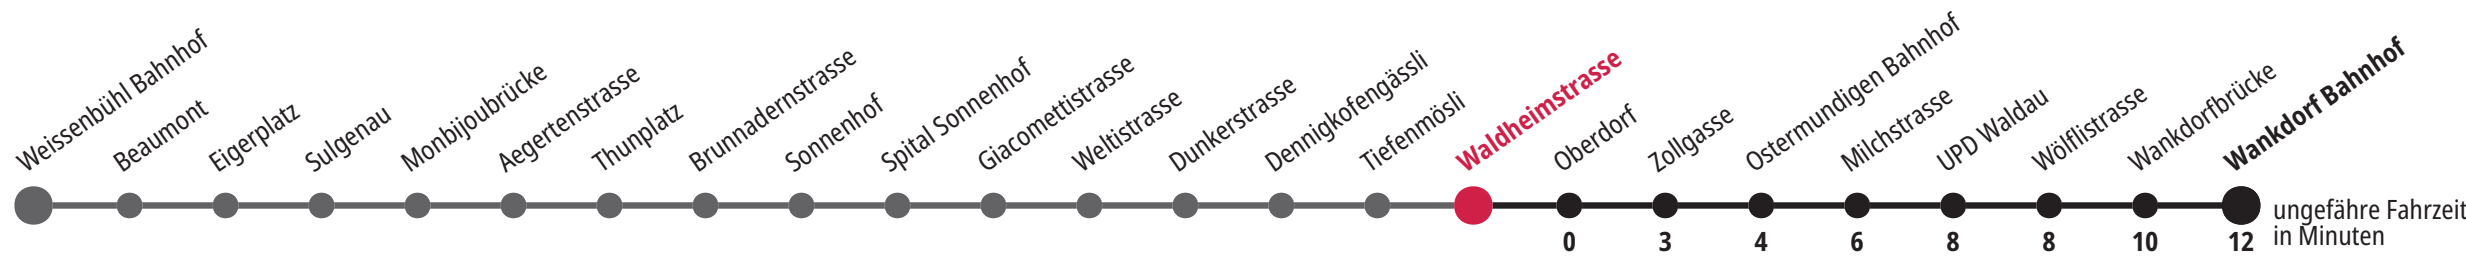 Weissenbühl Bahnhof
Beaumont
Eigerplatz
Sulgenau
Monbijoubrücke
Aegertenstrasse
Thunplatz
Brunnadernstrasse
Sonnenhof
Spital Sonnenhof
Giacomettistrasse
Weltistrasse
Dunkerstrasse
Dennigkofengässli
Tiefenmösli
Waldheimstrasse
Oberdorf
Zollgasse
Ostermundigen Bahnhof
Milchstrasse
UPD Waldau
Wölflistrasse
Wankdorfbrücke
Wankdorf Bahnhof
0 3 4 6 8 8 10 12
ungefähre Fahrzeit
in Minuten